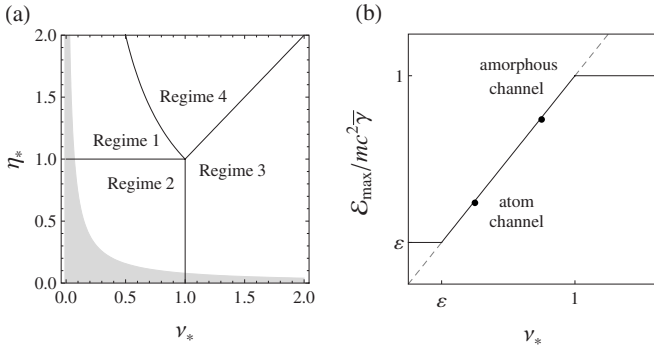 (a)
2.0
1.5
1.0
0.5
0.0
η*
Regime 4
Regime 1
Regime 2
Regime 3
0.0 0.5 1.0 1.5 2.0
ν*
(b)
1
ε
ℰmax/mc²γ̅
amorphous
channel
atom
channel
ε 1
ν*